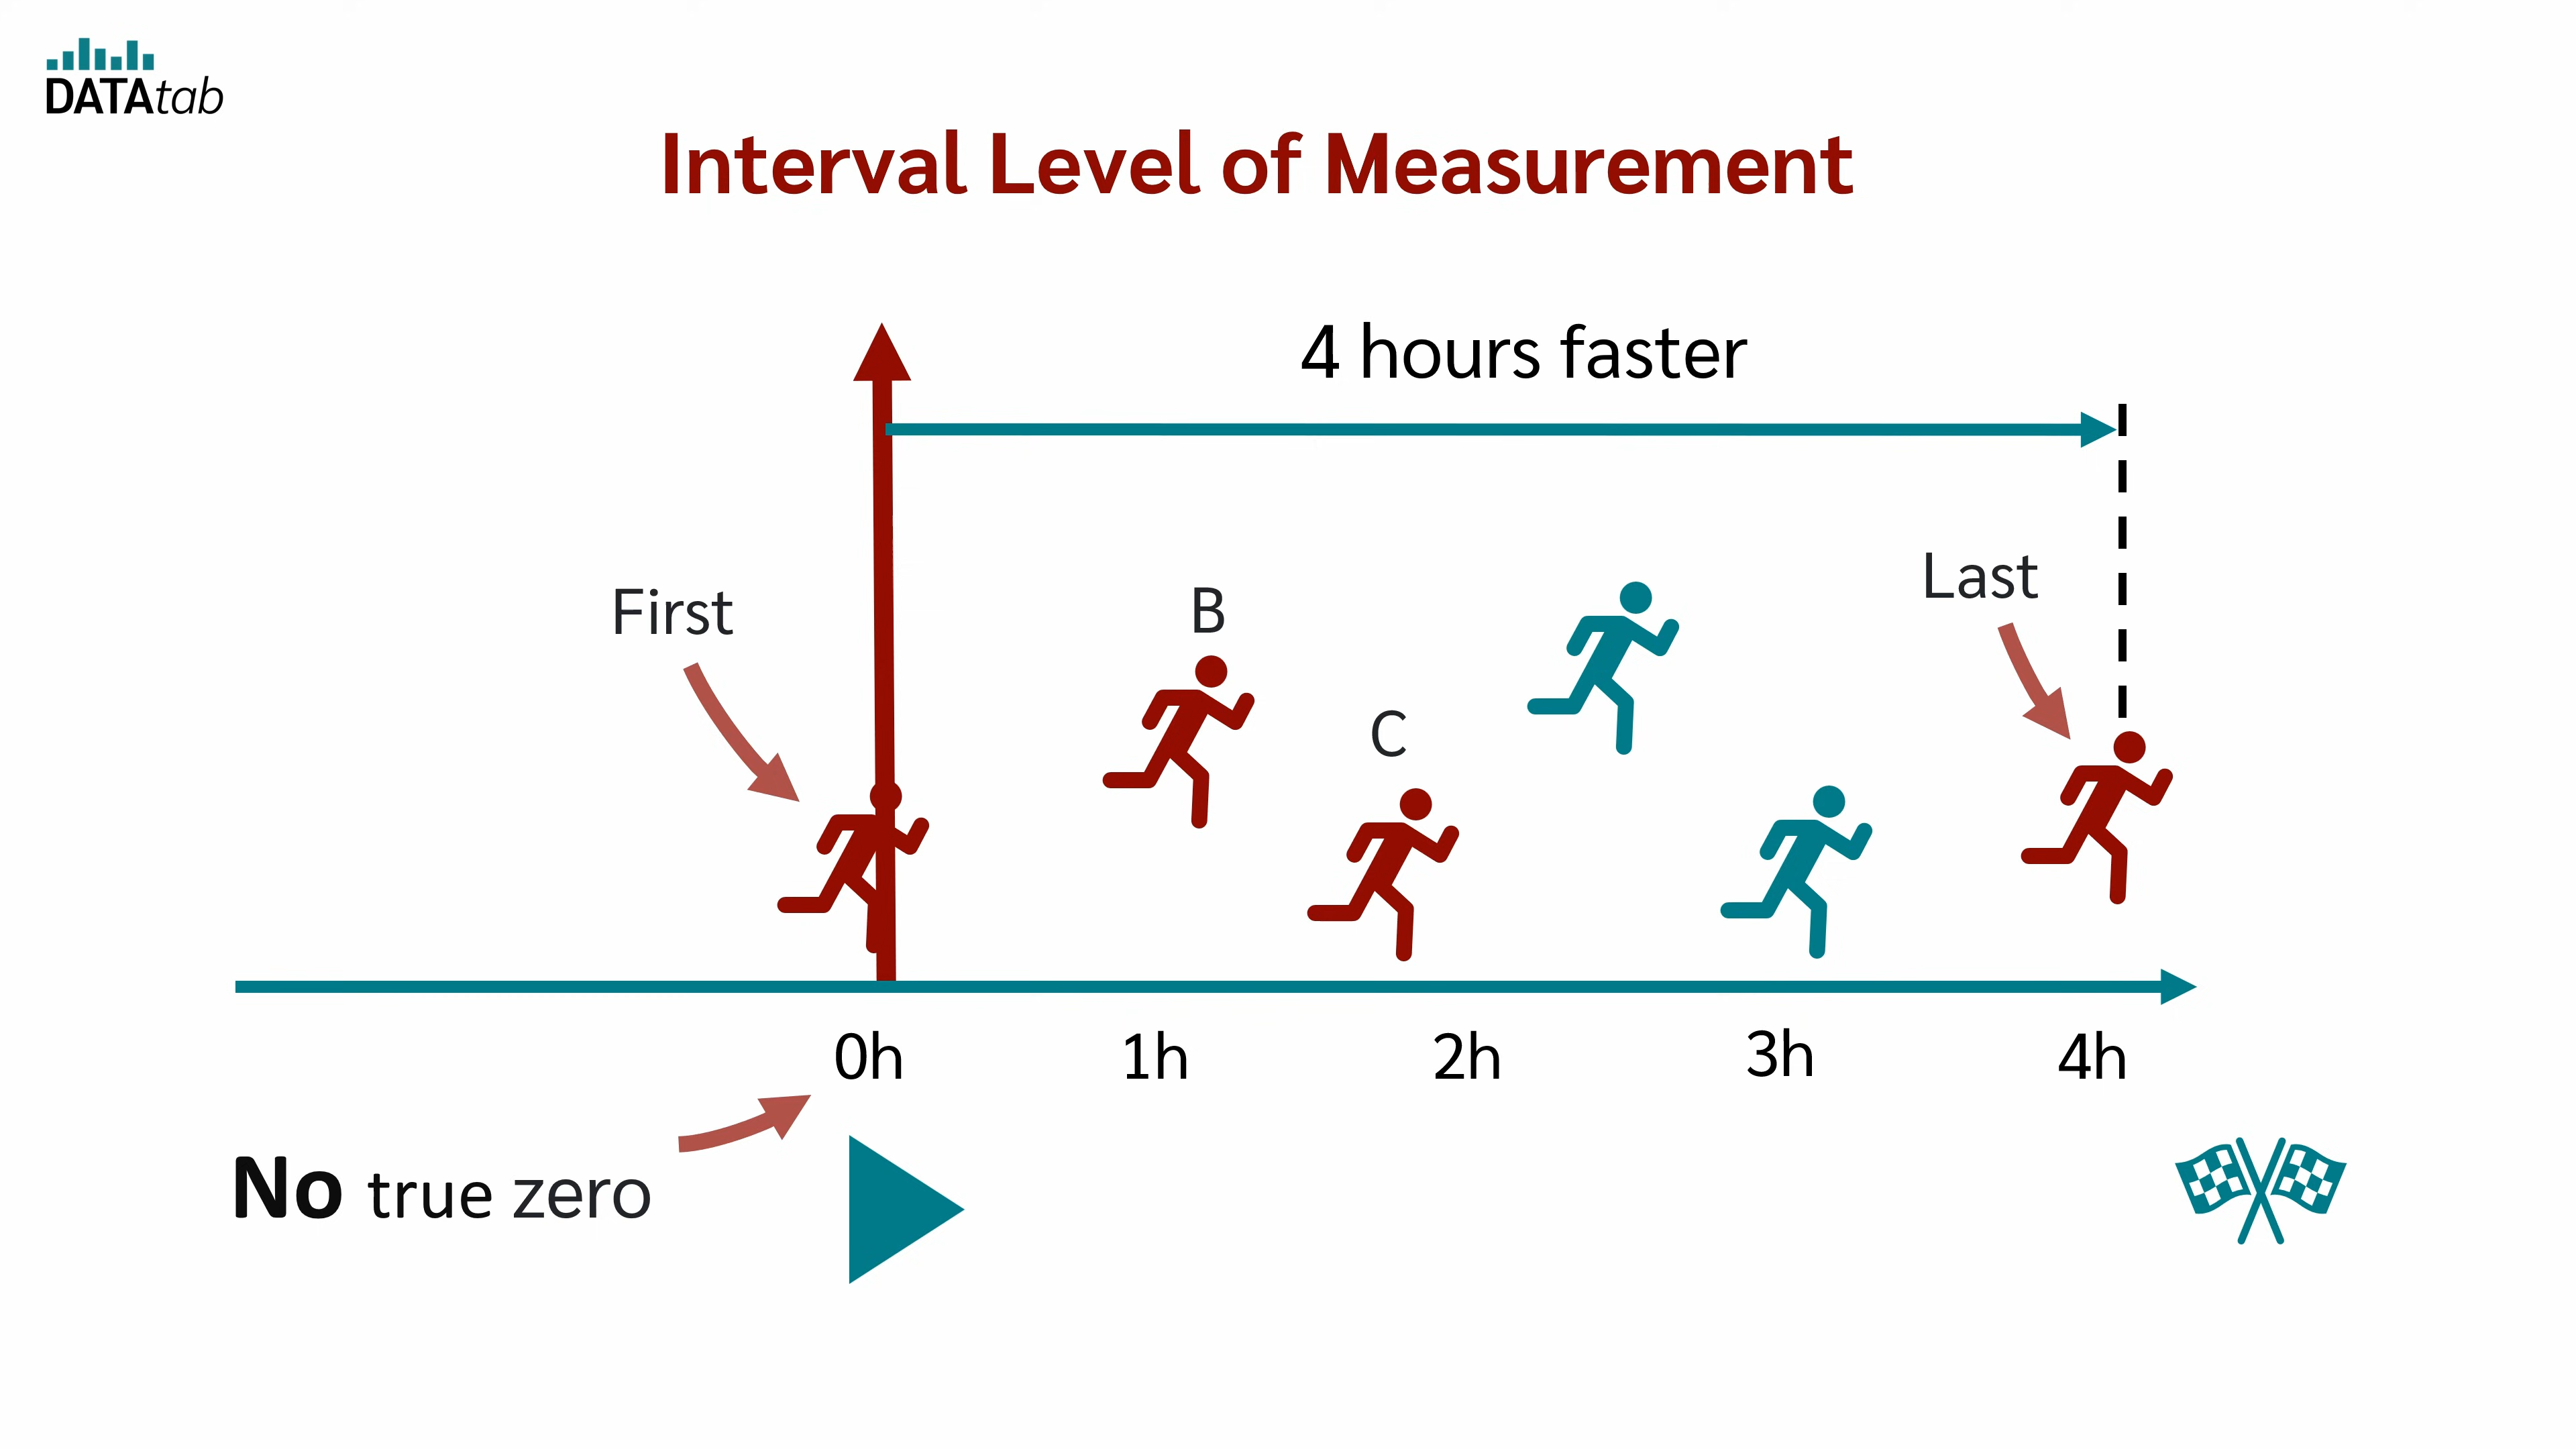 DATAtab
Interval Level of Measurement
4 hours faster
First
B
C
Last
0h 1h 2h 3h 4h
No true zero